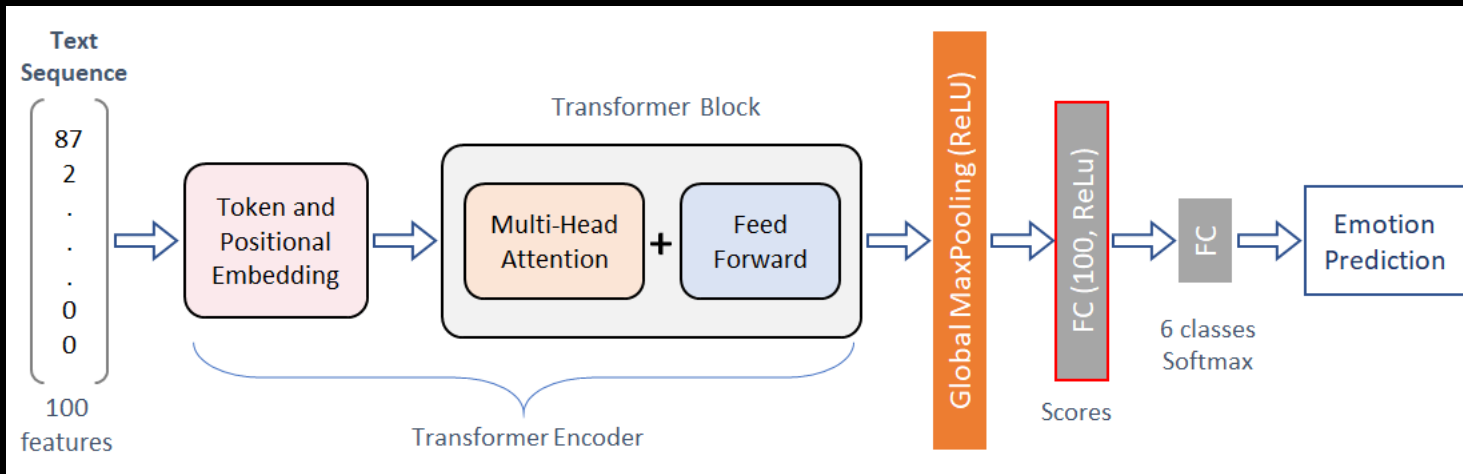 Text
Sequence
87
2
.
.
.
0
0
100
features
Token and
Positional
Embedding
Transformer Block
Multi-Head
Attention
+
Feed
Forward
Transformer Encoder
Global MaxPooling (ReLU)
FC (100, ReLu)
Scores
FC
6 classes
Softmax
Emotion
Prediction